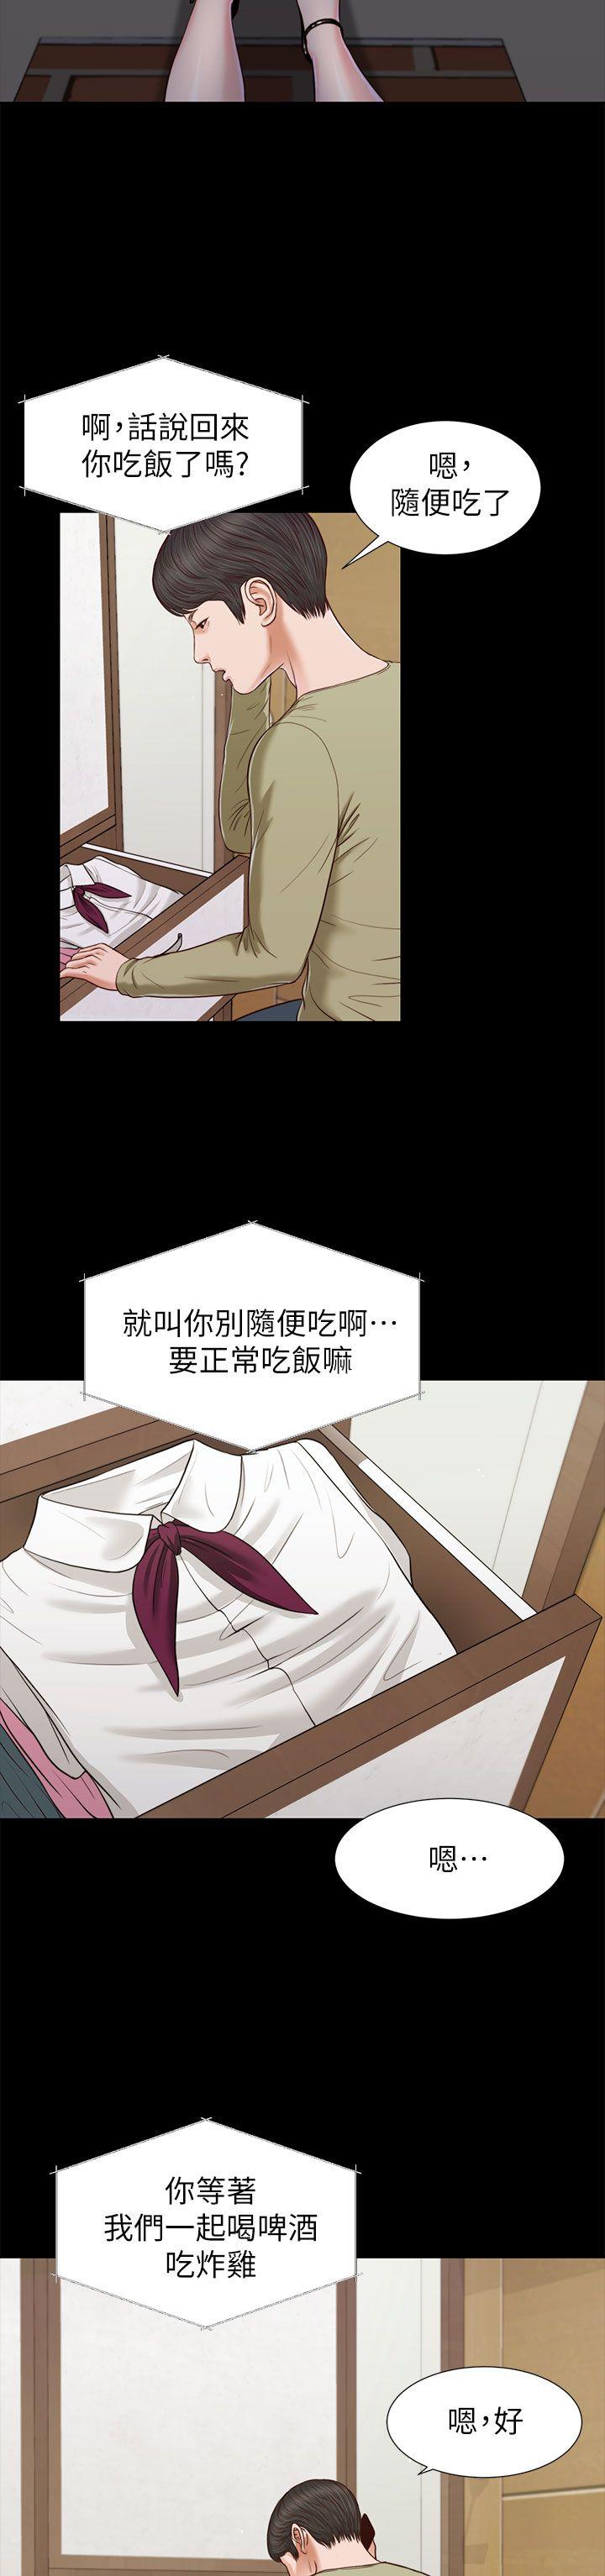 啊，話說回來
你吃飯了嗎?
嗯，
隨便吃了
就叫你別隨便吃啊⋯
要正常吃飯嘛
嗯⋯
你等著
我們一起喝啤酒
吃炸雞
嗯，好